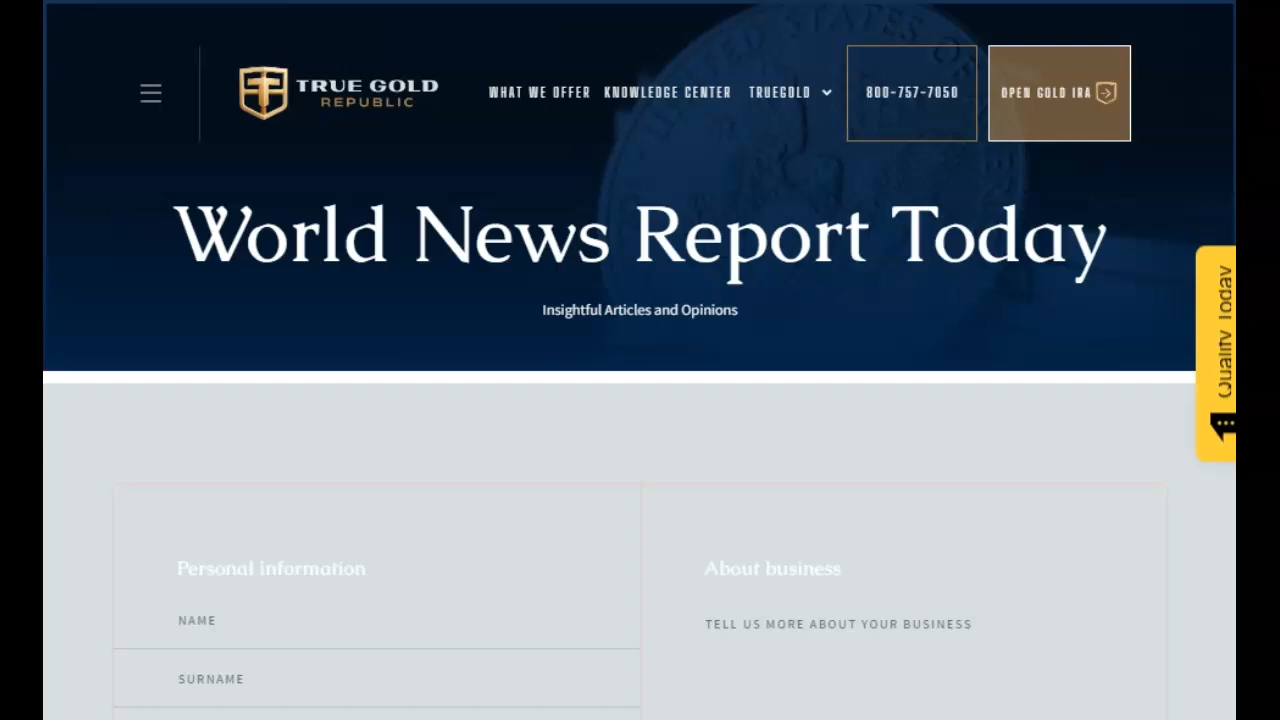 TRUE GOLD
REPUBLIC
WHAT WE OFFER
KNOWLEDGE CENTER
TRUEGOLD
800-757-7050
OPEN GOLD IRA
World News Report Today
Insightful Articles and Opinions
Quality Today
Personal information
About business
NAME
TELL US MORE ABOUT YOUR BUSINESS
SURNAME